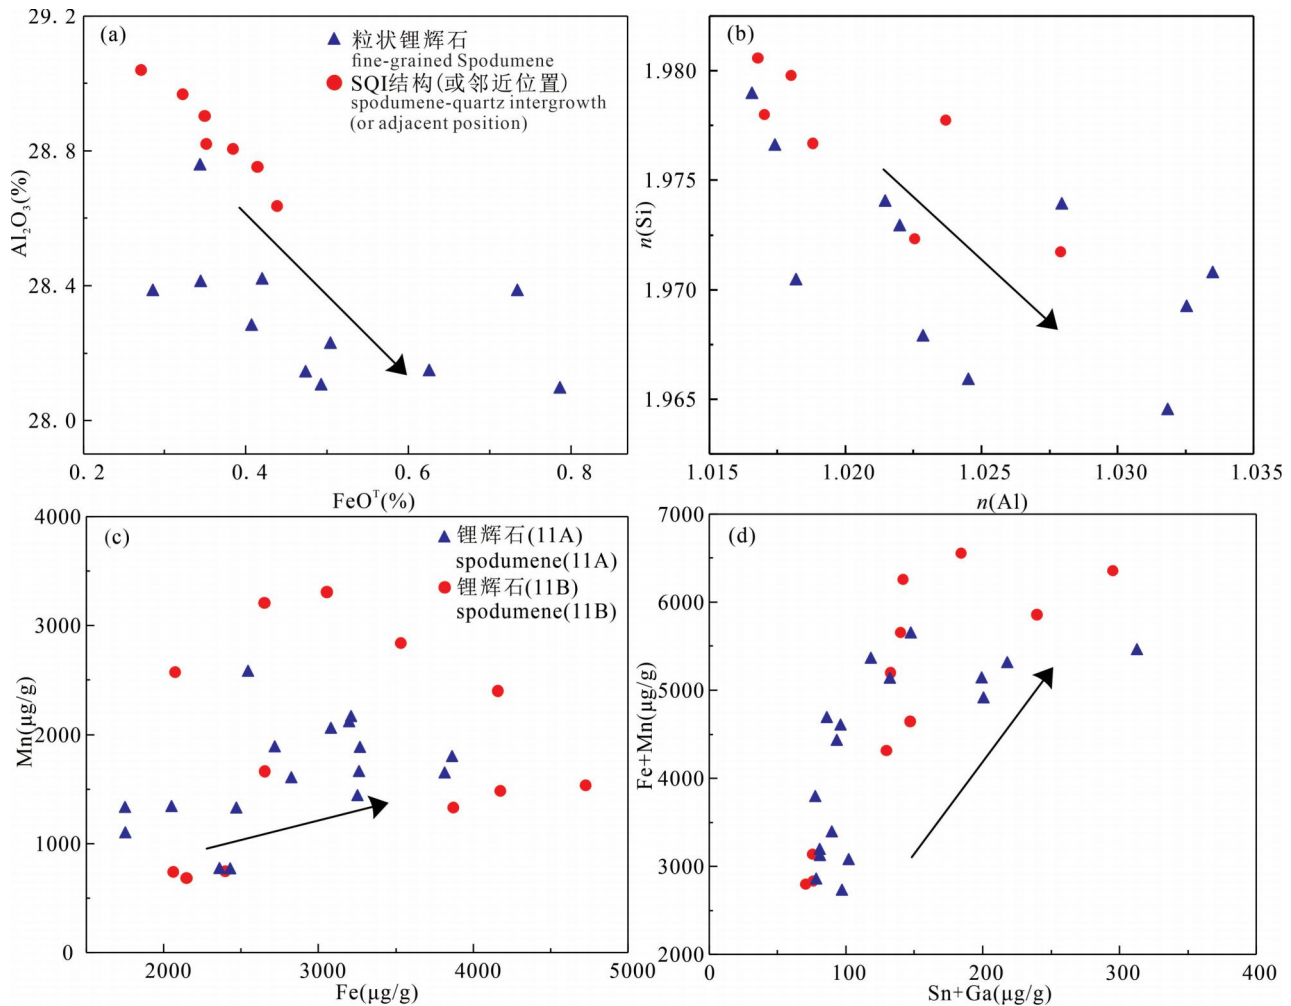 (a)
粒状锂辉石
fine-grained Spodumene
SQI结构(或邻近位置)
spodumene-quartz intergrowth
(or adjacent position)
29.2
28.8
28.4
28.0
Al₂O₃(%)
0.2
0.4
0.6
0.8
FeOᵀ(%)
(b)
1.980
1.975
1.970
1.965
n(Si)
1.015
1.020
1.025
1.030
1.035
n(Al)
(c)
锂辉石(11A)
spodumene(11A)
锂辉石(11B)
spodumene(11B)
4000
3000
2000
1000
0
Mn(μg/g)
2000
3000
4000
5000
Fe(μg/g)
(d)
7000
6000
5000
4000
3000
2000
Fe+Mn(μg/g)
0
100
200
300
400
Sn+Ga(μg/g)